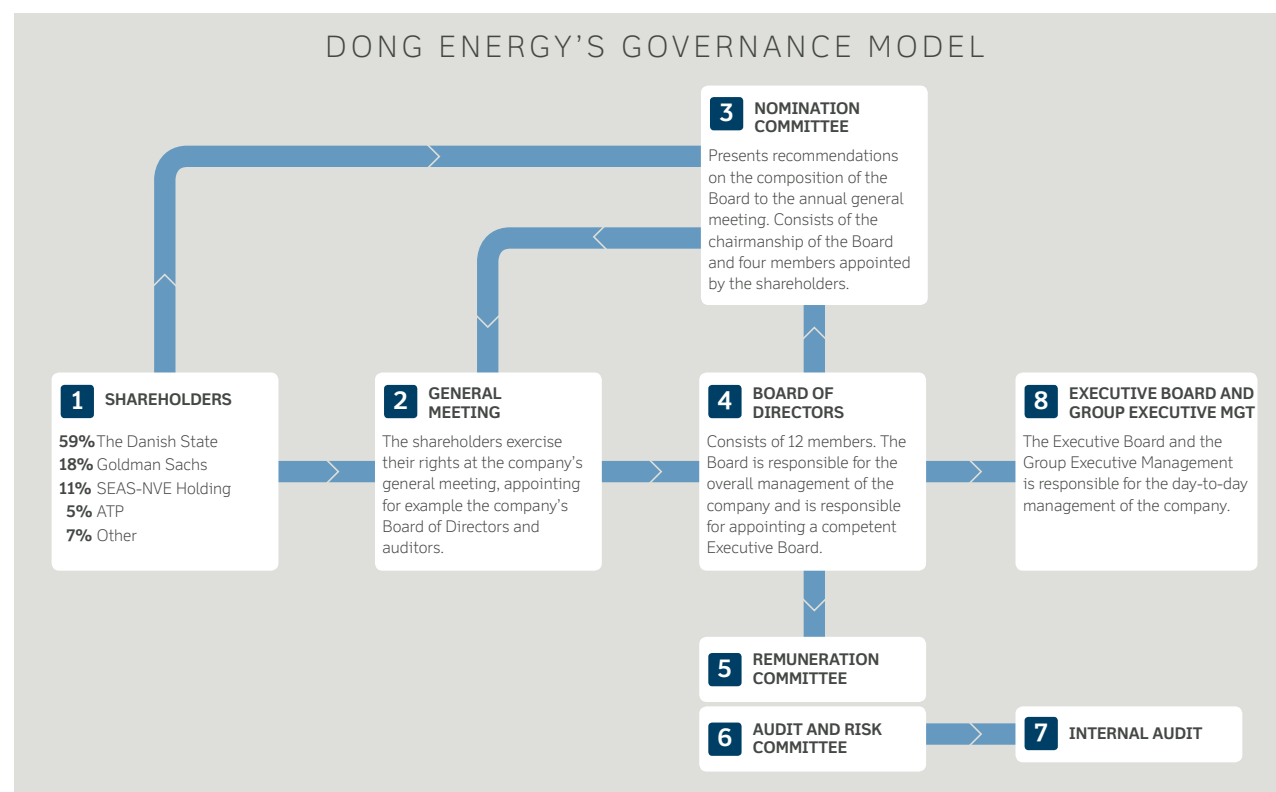 DONG ENERGY'S GOVERNANCE MODEL
3 NOMINATION
COMMITTEE
Presents recommendations
on the composition of the
Board to the annual general
meeting. Consists of the
chairmanship of the Board
and four members appointed
by the shareholders.
1 SHAREHOLDERS
59% The Danish State
18% Goldman Sachs
11% SEAS-NVE Holding
5% ATP
7% Other
2 GENERAL
MEETING
The shareholders exercise
their rights at the company's
general meeting, appointing
for example the company's
Board of Directors and
auditors.
4 BOARD OF
DIRECTORS
Consists of 12 members. The
Board is responsible for the
overall management of the
company and is responsible
for appointing a competent
Executive Board.
8 EXECUTIVE BOARD AND
GROUP EXECUTIVE MGT
The Executive Board and the
Group Executive Management
is responsible for the day-to-day
management of the company.
5 REMUNERATION
COMMITTEE
6 AUDIT AND RISK
COMMITTEE
7 INTERNAL AUDIT